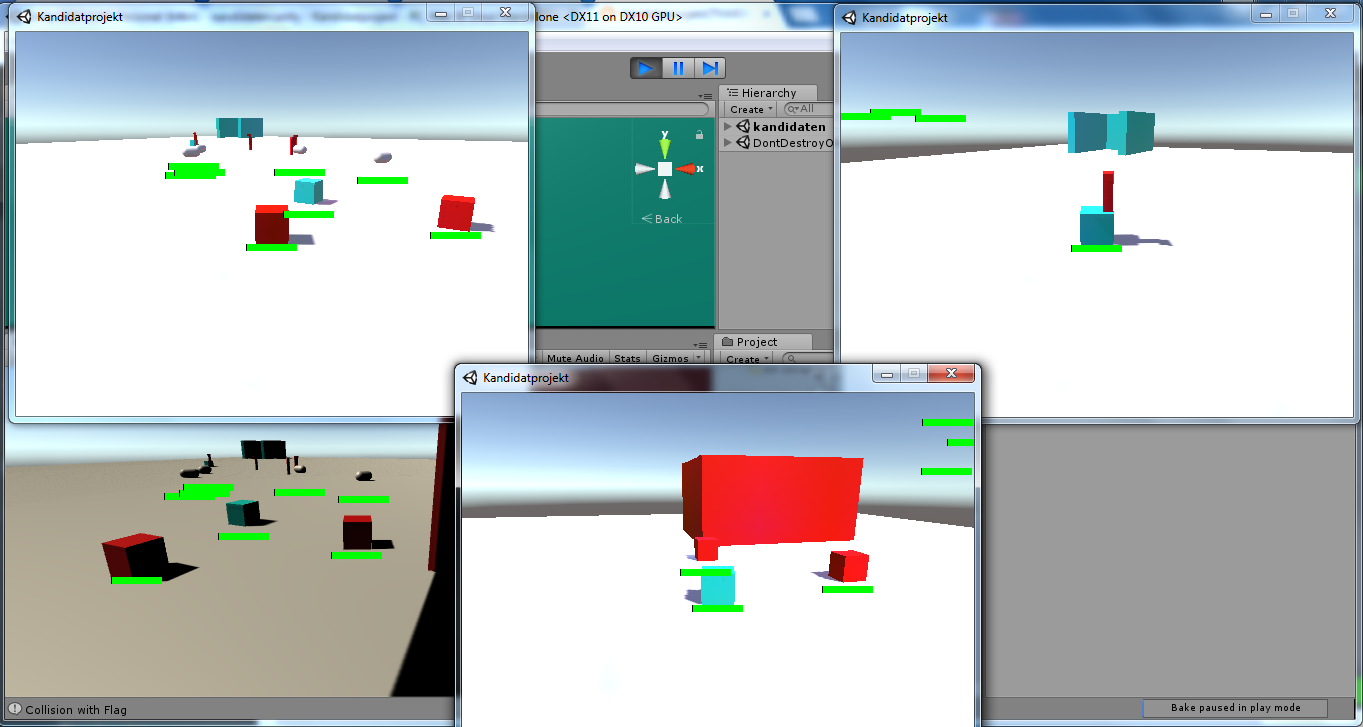 Kandidatprojekt
lone <DX11 on DX10 GPU>
Kandidatprojekt
Hierarchy
Create
All
kandidaten
DontDestroyO
y
x
Back
Project
Mute Audio
Stats
Gizmos
Create
Kandidatprojekt
Collision with Flag
Bake paused in play mode